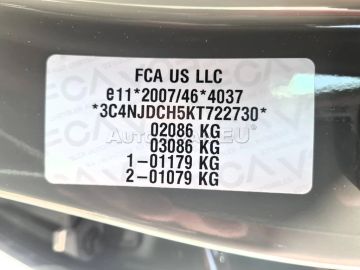 FCA US LLC
e11*2007/46*4037
*3C4NJDCH5KT722730*
02086 KG
03086 KG
1-01179 KG
2-01079 KG